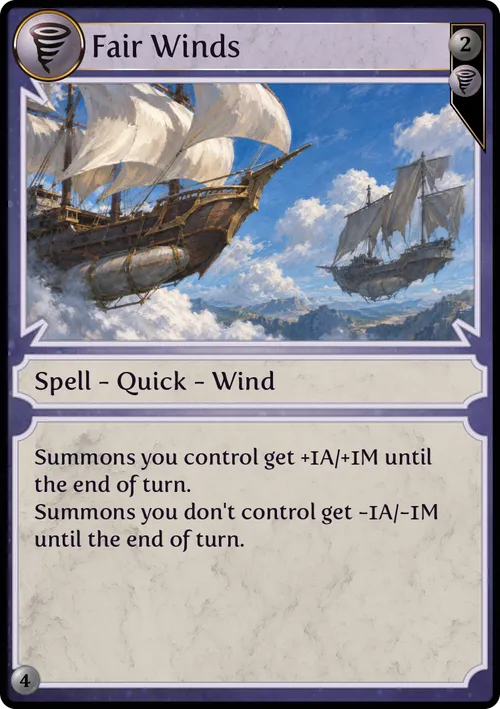 Fair Winds
2
Spell - Quick - Wind
Summons you control get +1A/+1M until
the end of turn.
Summons you don't control get -1A/-1M
until the end of turn.
4